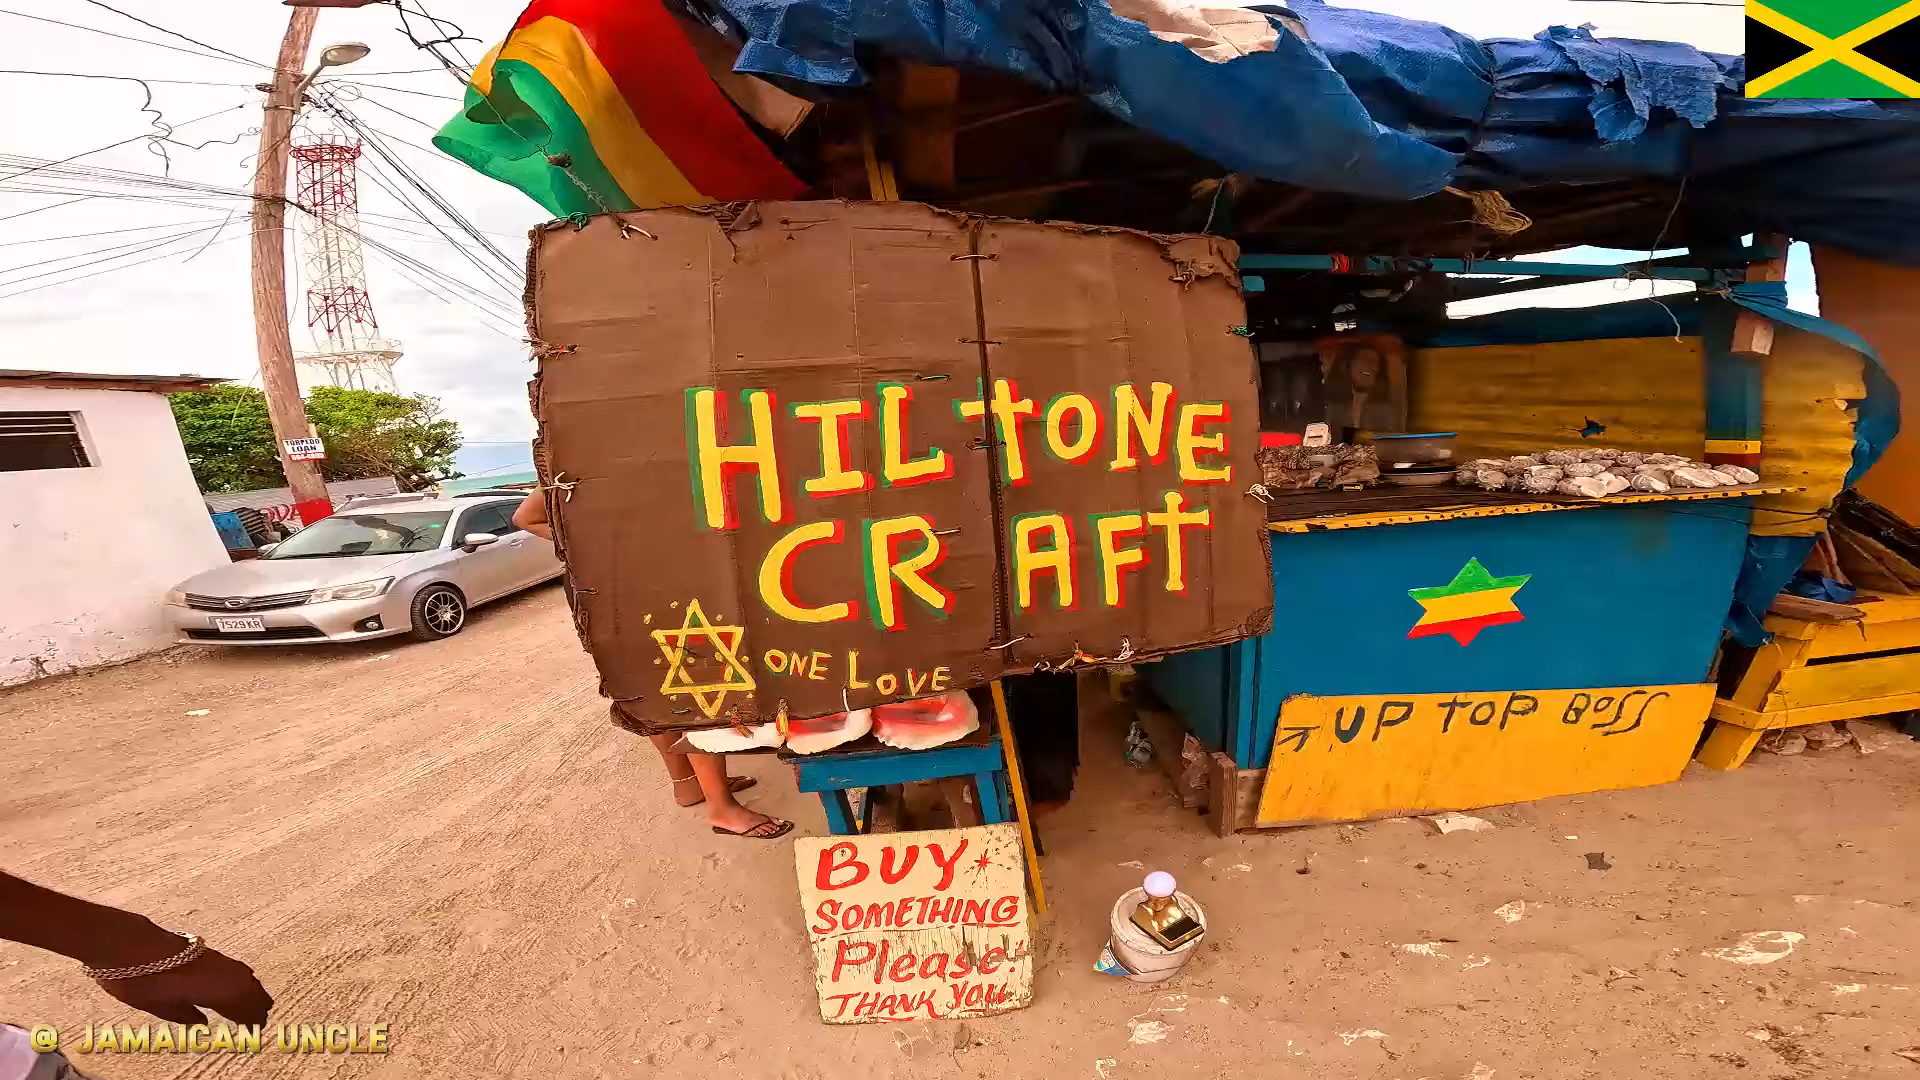 HILTONE
CRAFT
ONE LOVE
UP TOP BOSS
BUY
SOMETHING
Please.
THANK YOU
TORPEDO
LOAN
7529 KR
@ JAMAICAN UNCLE